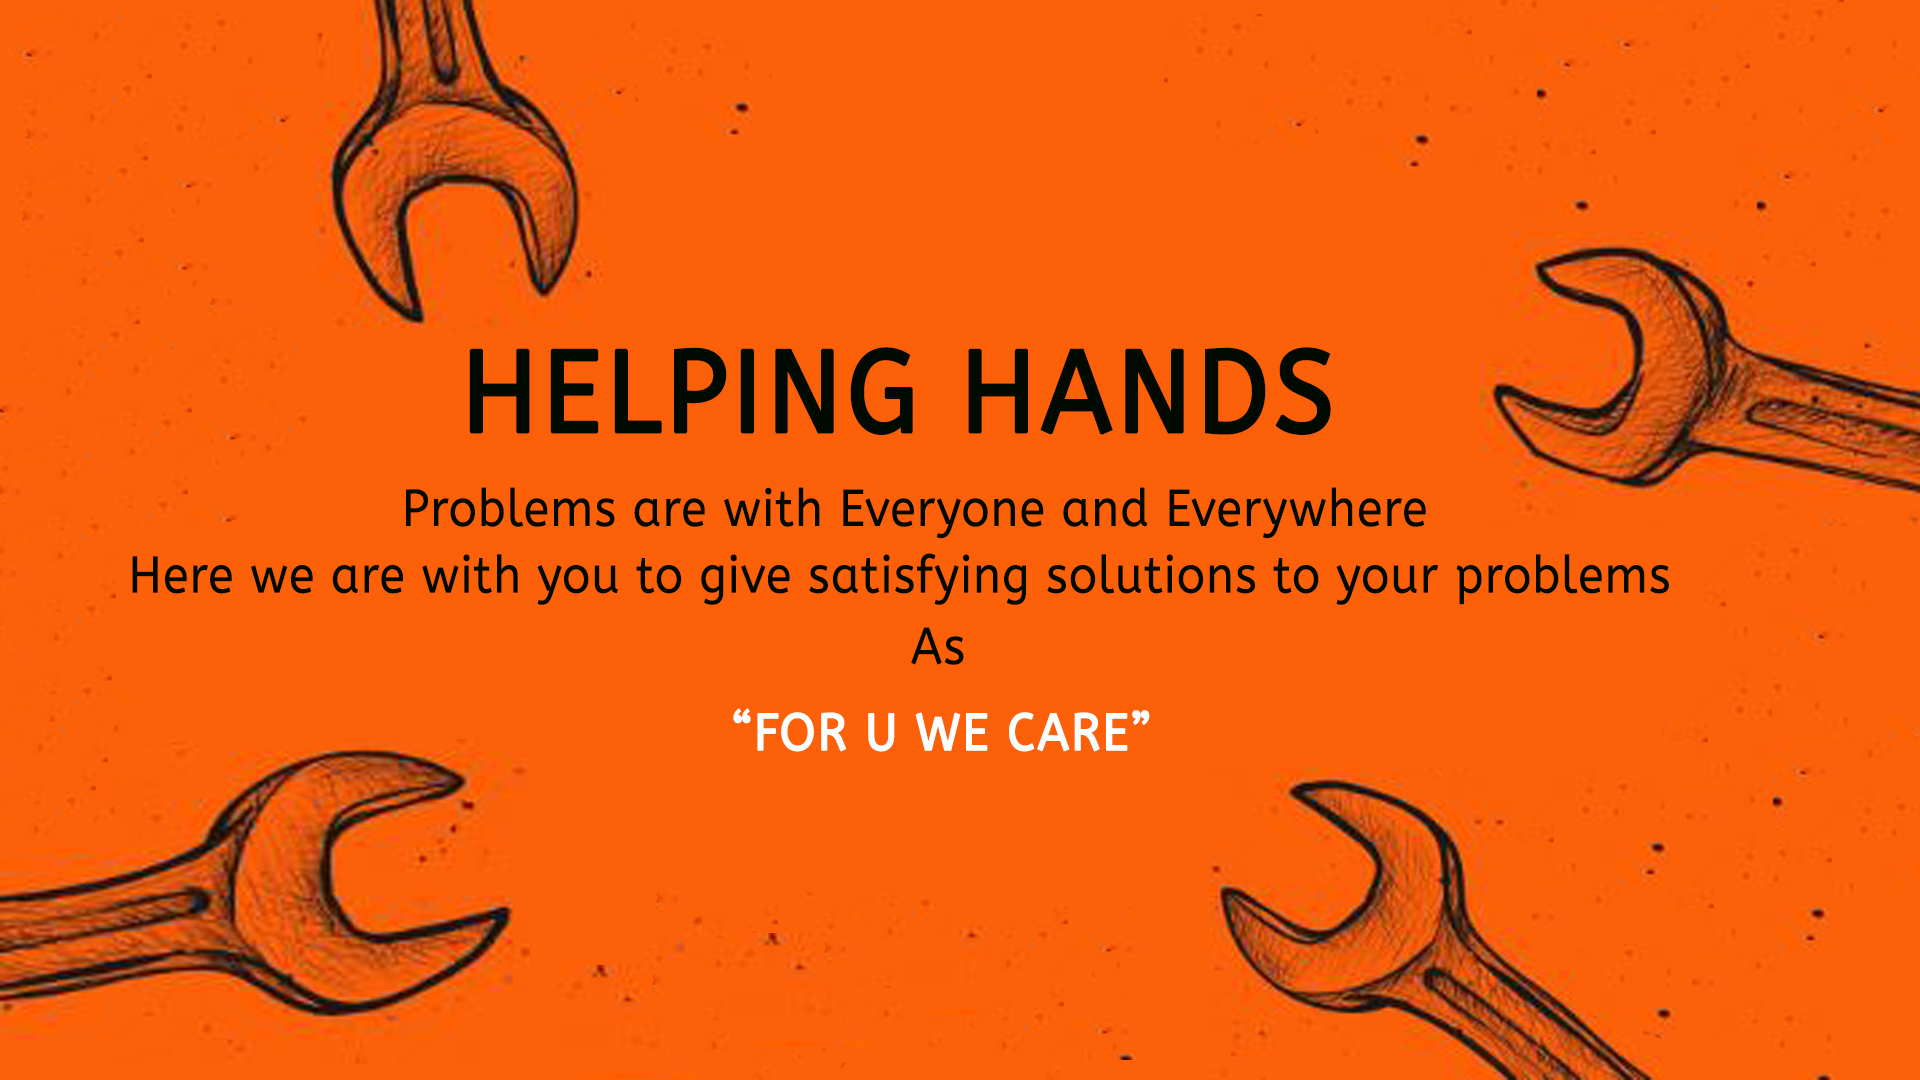 HELPING HANDS
Problems are with Everyone and Everywhere
Here we are with you to give satisfying solutions to your problems
As
“FOR U WE CARE”